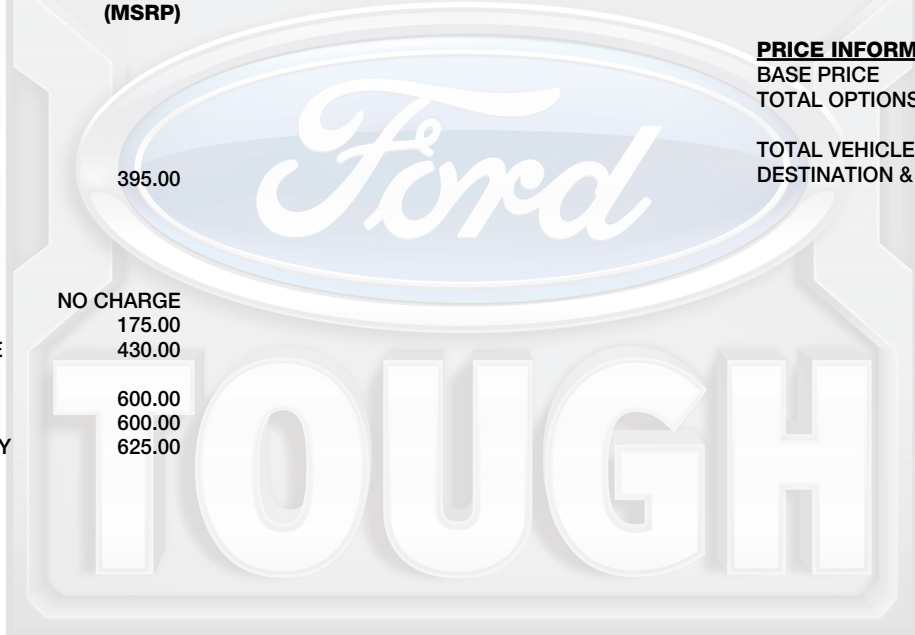 (MSRP)
395.00
NO CHARGE
175.00
E 430.00
600.00
600.00
Y 625.00
PRICE INFORM
BASE PRICE
TOTAL OPTIONS
TOTAL VEHICLE
DESTINATION &
Ford
TOUGH